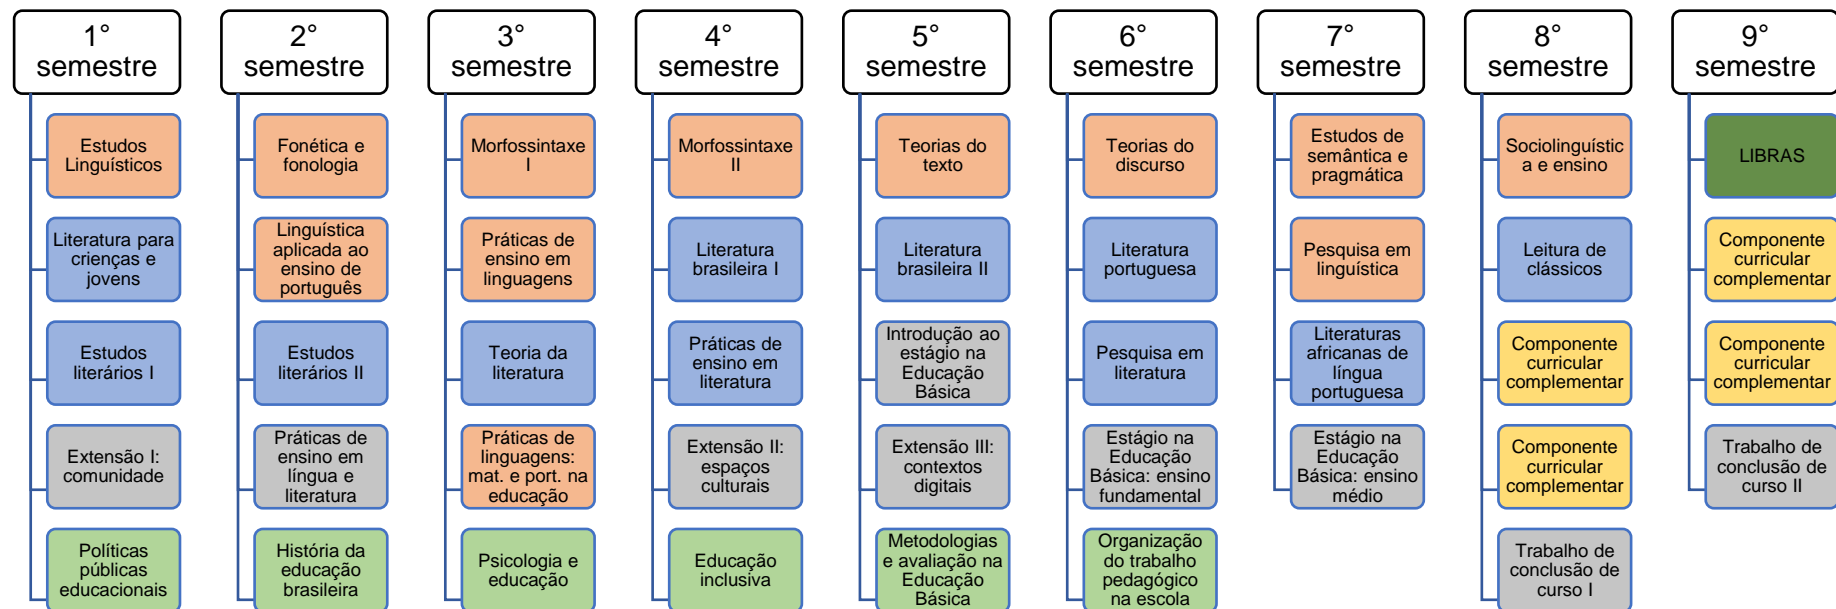 1°
semestre
Estudos
Linguísticos
Literatura para
crianças e
jovens
Estudos
literários I
Extensão I:
comunidade
Políticas
públicas
educacionais
2°
semestre
Fonética e
fonologia
Linguística
aplicada ao
ensino de
português
Estudos
literários II
Práticas de
ensino em
língua e
literatura
História da
educação
brasileira
3°
semestre
Morfossintaxe
I
Práticas de
ensino em
linguagens
Teoria da
literatura
Práticas de
linguagens:
mat. e port. na
educação
Psicologia e
educação
4°
semestre
Morfossintaxe
II
Literatura
brasileira I
Práticas de
ensino em
literatura
Extensão II:
espaços
culturais
Educação
inclusiva
5°
semestre
Teorias do
texto
Literatura
brasileira II
Introdução ao
estágio na
Educação
Básica
Extensão III:
contextos
digitais
Metodologias
e avaliação na
Educação
Básica
6°
semestre
Teorias do
discurso
Literatura
portuguesa
Pesquisa em
literatura
Estágio na
Educação
Básica: ensino
fundamental
Organização
do trabalho
pedagógico
na escola
7°
semestre
Estudos de
semântica e
pragmática
Pesquisa em
linguística
Literaturas
africanas de
língua
portuguesa
Estágio na
Educação
Básica: ensino
médio
8°
semestre
Sociolinguístic
a e ensino
Leitura de
clássicos
Componente
curricular
complementar
Componente
curricular
complementar
Trabalho de
conclusão de
curso I
9°
semestre
LIBRAS
Componente
curricular
complementar
Componente
curricular
complementar
Trabalho de
conclusão de
curso II